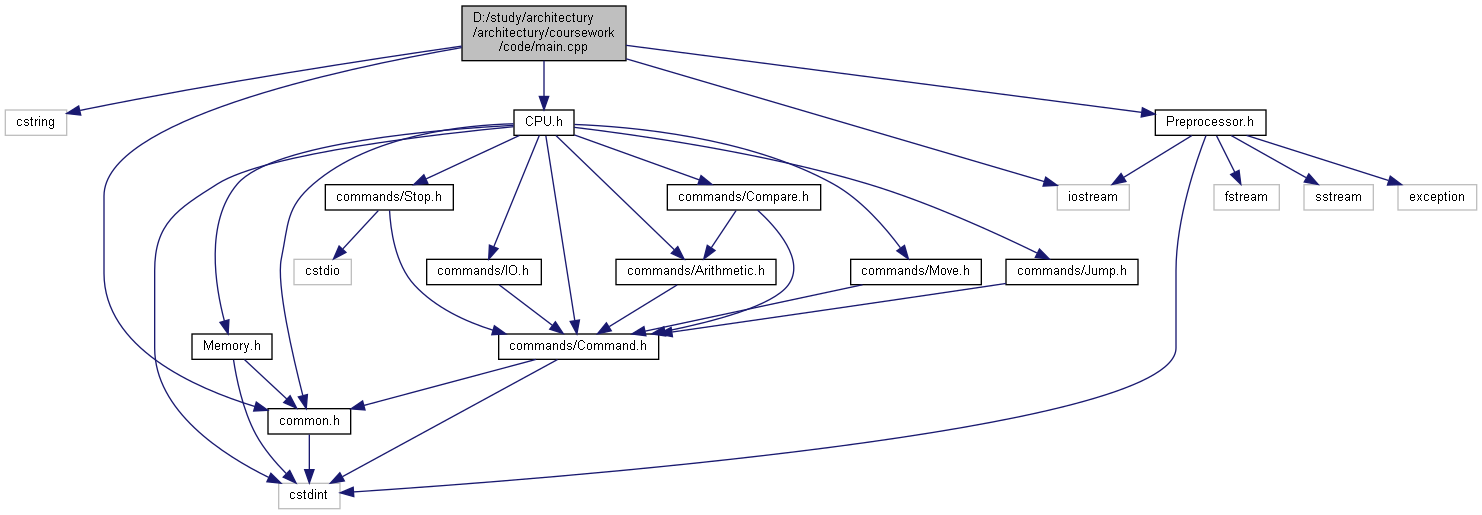 D:/study/architectury
/architectury/coursework
/code/main.cpp
cstring
CPU.h
Preprocessor.h
commands/Stop.h
commands/Compare.h
iostream
fstream
sstream
exception
cstdio
commands/IO.h
commands/Arithmetic.h
commands/Move.h
commands/Jump.h
Memory.h
commands/Command.h
common.h
cstdint